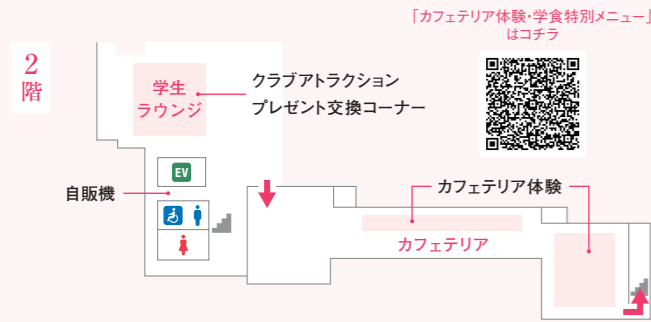 「カフェテリア体験・学食特別メニュー」
はコチラ
2
階
学生
ラウンジ
クラブアトラクション
プレゼント交換コーナー
EV
自販機
カフェテリア体験
カフェテリア